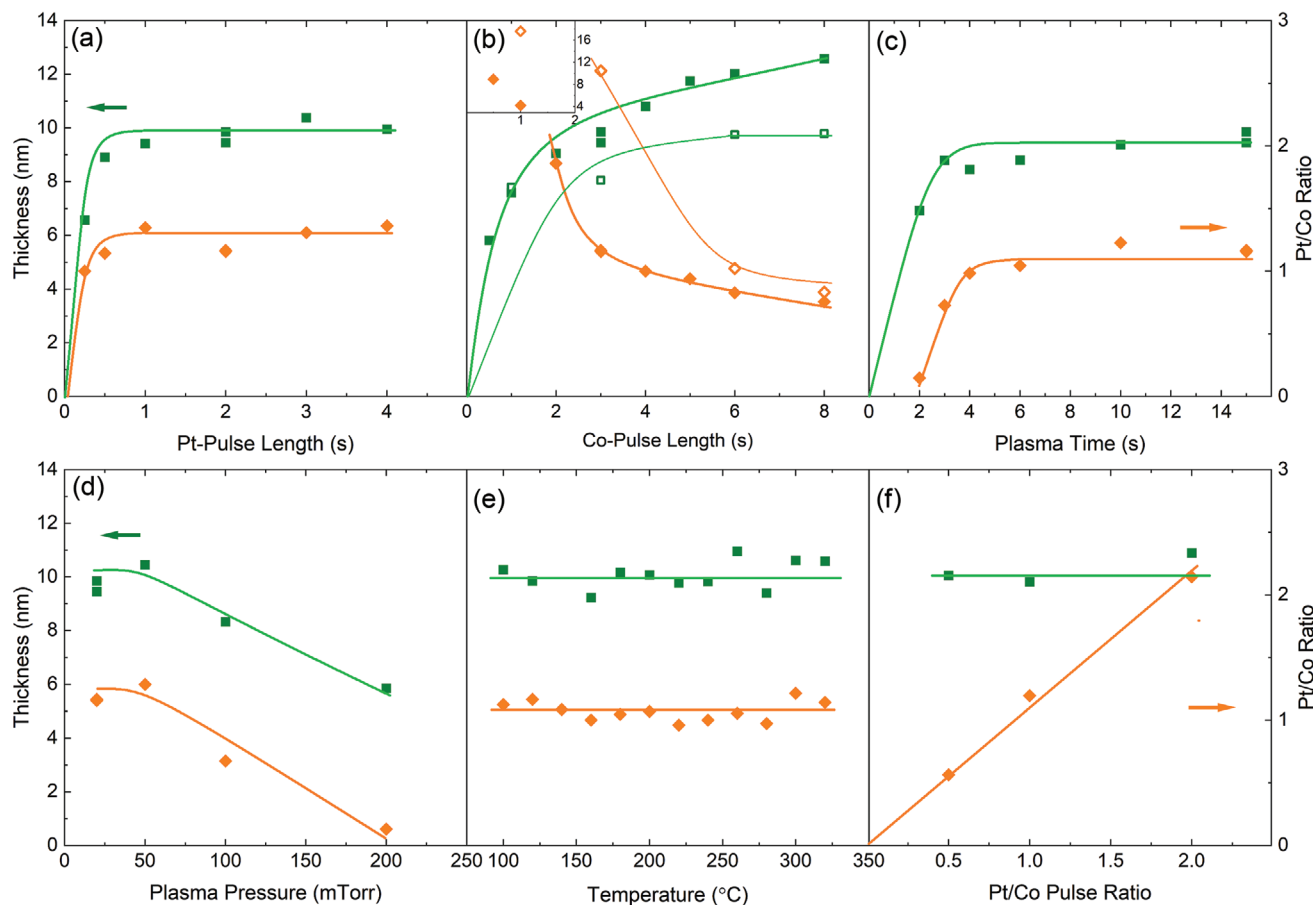 (a)
(b)
(c)
14
12
10
8
6
4
2
0
Thickness (nm)
0 1 2 3 4
Pt-Pulse Length (s)
16
12
8
4
1 2
0 2 4 6 8
Co-Pulse Length (s)
0 2 4 6 8 10 12 14
Plasma Time (s)
3
2
1
0
Pt/Co Ratio
(d)
(e)
(f)
14
12
10
8
6
4
2
0
Thickness (nm)
0 50 100 150 200 250
Plasma Pressure (mTorr)
100 150 200 250 300 350
Temperature (°C)
0.5 1.0 1.5 2.0
Pt/Co Pulse Ratio
3
2
1
0
Pt/Co Ratio